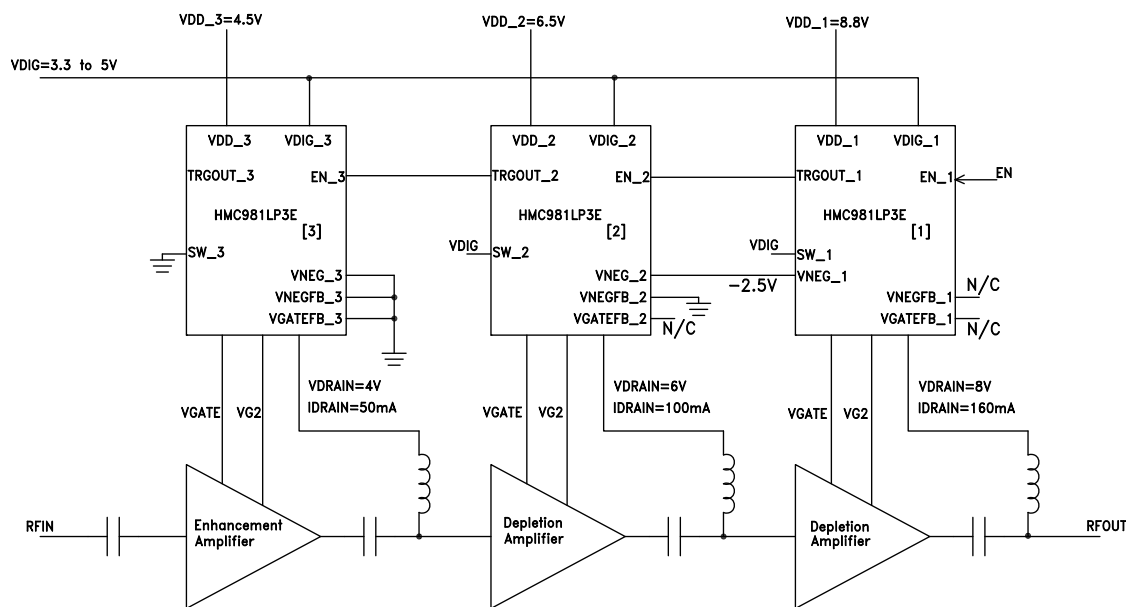 VDD_3=4.5V
VDD_2=6.5V
VDD_1=8.8V
VDIG=3.3 to 5V
VDD_3
VDIG_3
TRGOUT_3
EN_3
HMC981LP3E
[3]
SW_3
VNEG_3
VNEGFB_3
VGATEFB_3
VDD_2
VDIG_2
TRGOUT_2
EN_2
HMC981LP3E
[2]
VDIG
SW_2
VNEG_2
VNEGFB_2
VGATEFB_2
N/C
VDD_1
VDIG_1
TRGOUT_1
EN_1
EN
HMC981LP3E
[1]
VDIG
SW_1
-2.5V
VNEG_1
VNEGFB_1
N/C
VGATEFB_1
N/C
VGATE
VG2
VDRAIN=4V
IDRAIN=50mA
VGATE
VG2
VDRAIN=6V
IDRAIN=100mA
VGATE
VG2
VDRAIN=8V
IDRAIN=160mA
RFIN
Enhancement
Amplifier
Depletion
Amplifier
Depletion
Amplifier
RFOUT